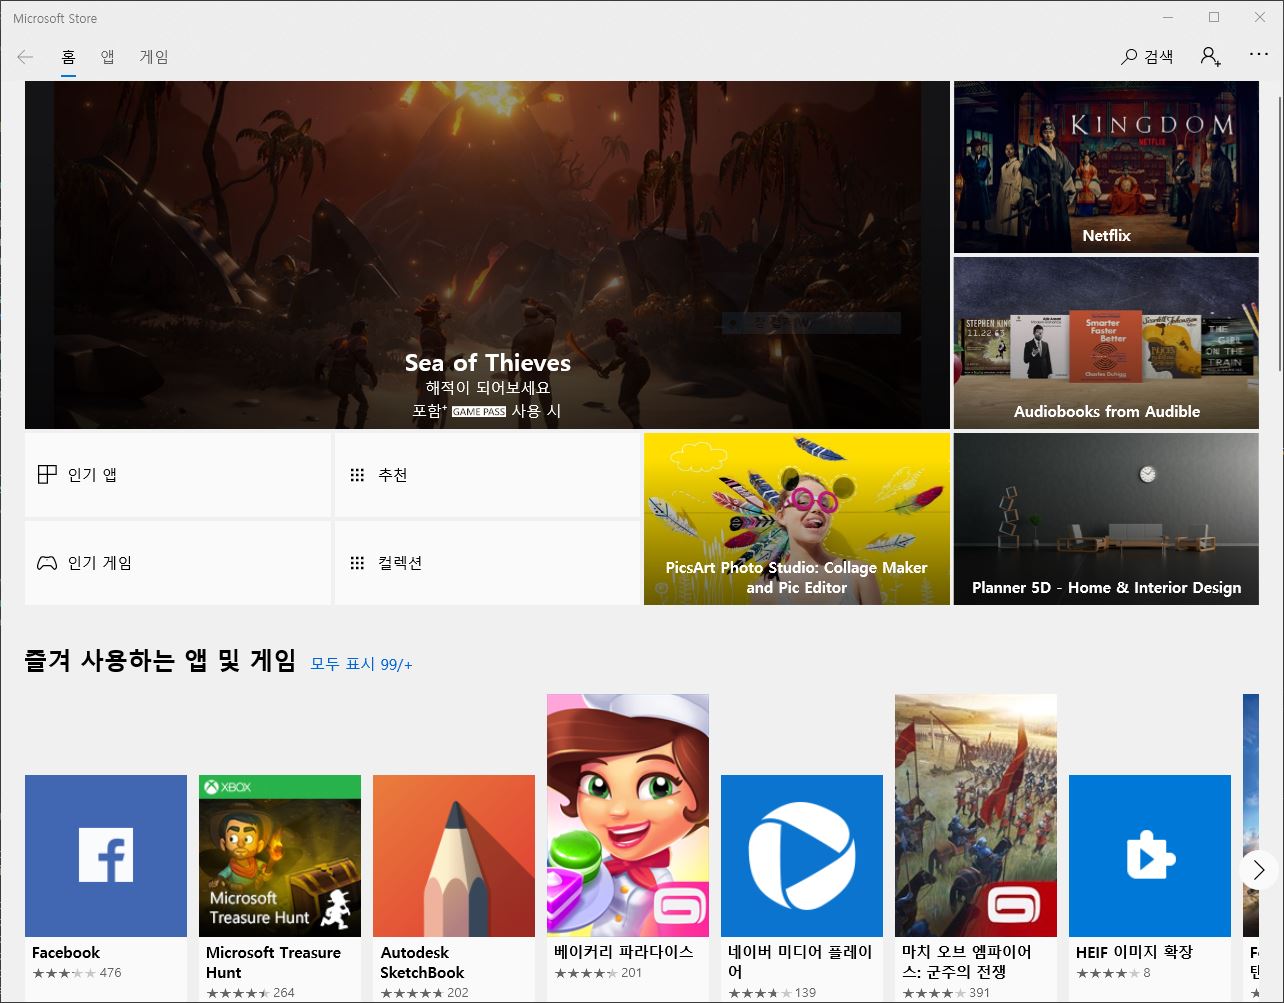 Microsoft Store
홈 앱 게임
검색
KINGDOM
NETFLIX
Netflix
Sea of Thieves
해적이 되어보세요
포함⁺ GAME PASS 사용 시
STEPHEN KING
11.22.63
Smarter
Faster
Better
Charles Duhigg
THE
GIRL
ON THE
TRAIN
Audiobooks from Audible
인기 앱
추천
인기 게임
컬렉션
PicsArt Photo Studio: Collage Maker
and Pic Editor
Planner 5D - Home & Interior Design
즐겨 사용하는 앱 및 게임 모두 표시 99/+
XBOX
Microsoft
Treasure Hunt
Facebook
476
Microsoft Treasure
Hunt
264
Autodesk
SketchBook
202
베이커리 파라다이스
201
네이버 미디어 플레이
어
139
마치 오브 엠파이어
스: 군주의 전쟁
391
HEIF 이미지 확장
8